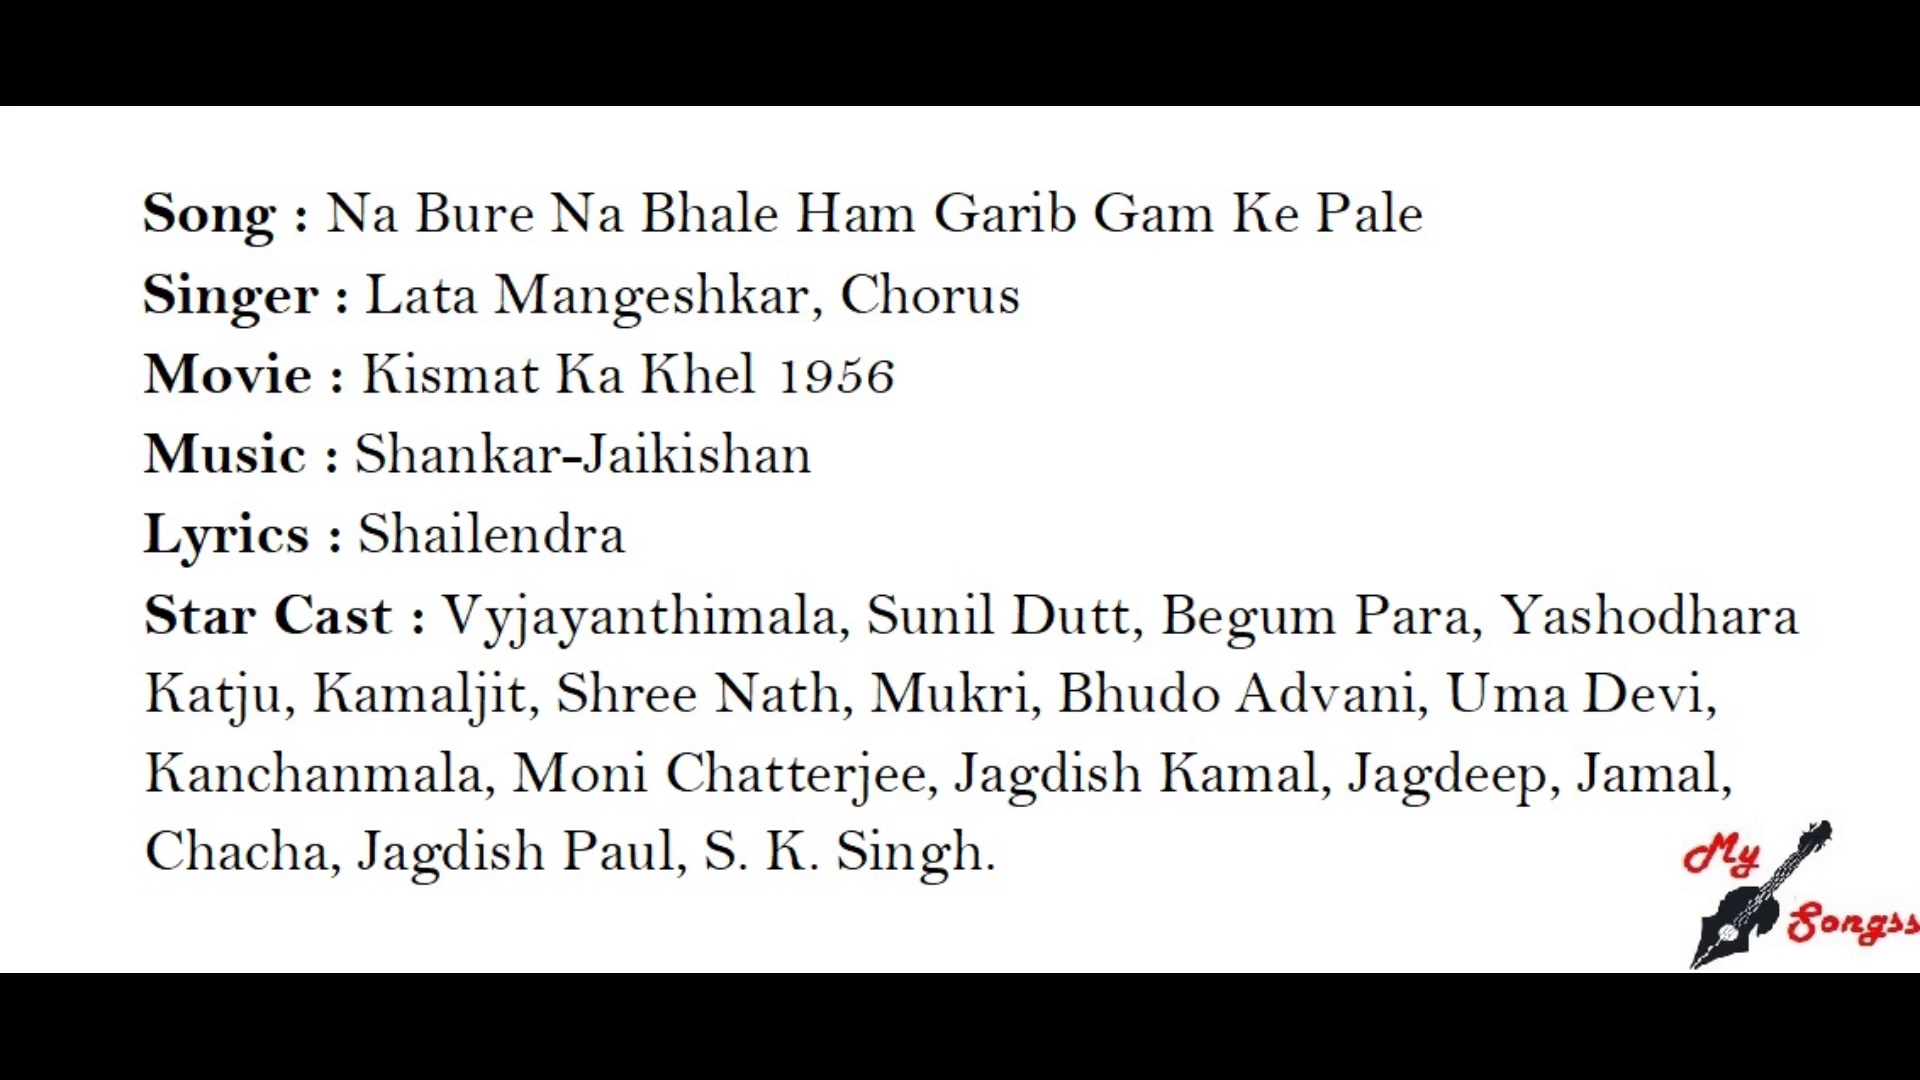 Song : Na Bure Na Bhale Ham Garib Gam Ke Pale
Singer : Lata Mangeshkar, Chorus
Movie : Kismat Ka Khel 1956
Music : Shankar-Jaikishan
Lyrics : Shailendra
Star Cast : Vyjayanthimala, Sunil Dutt, Begum Para, Yashodhara
Katju, Kamaljit, Shree Nath, Mukri, Bhudo Advani, Uma Devi,
Kanchanmala, Moni Chatterjee, Jagdish Kamal, Jagdeep, Jamal,
Chacha, Jagdish Paul, S. K. Singh.
My
Songss